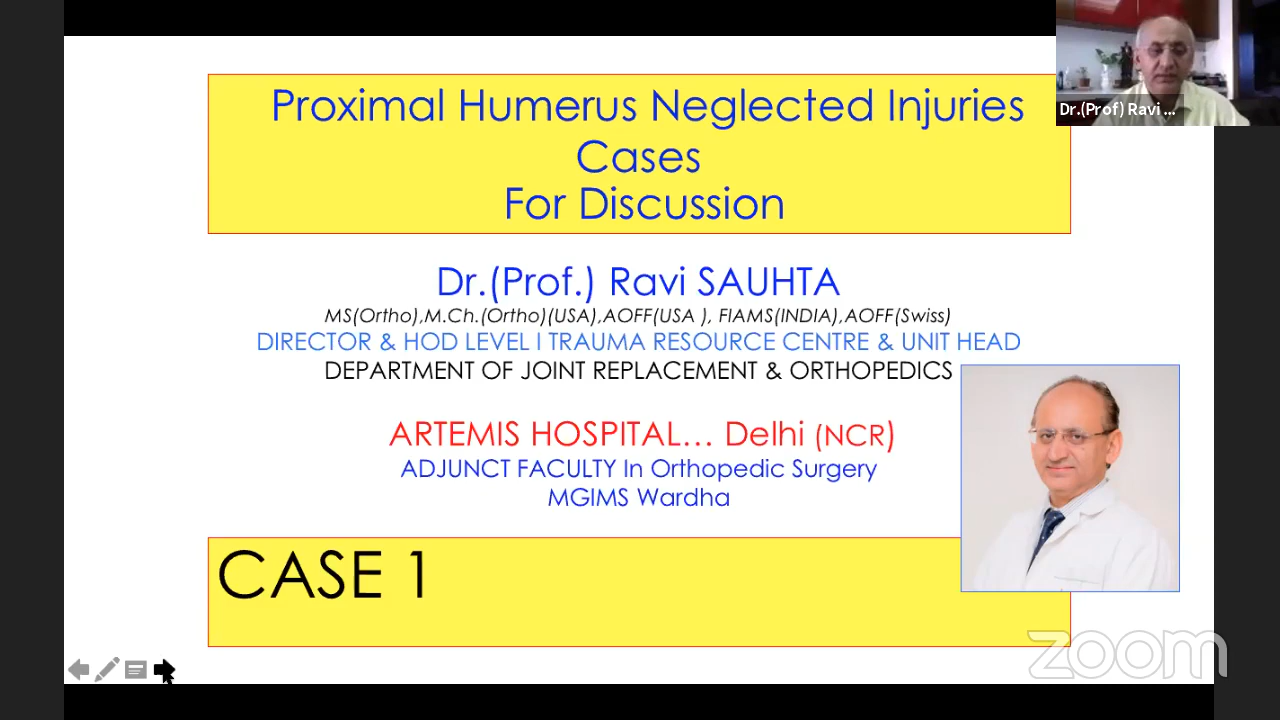 Proximal Humerus Neglected Injuries
Cases
For Discussion
Dr.(Prof) Ravi ...
Dr.(Prof.) Ravi SAUHTA
MS(Ortho),M.Ch.(Ortho)(USA),AOFF(USA ), FIAMS(INDIA),AOFF(Swiss)
DIRECTOR & HOD LEVEL I TRAUMA RESOURCE CENTRE & UNIT HEAD
DEPARTMENT OF JOINT REPLACEMENT & ORTHOPEDICS
ARTEMIS HOSPITAL... Delhi (NCR)
ADJUNCT FACULTY In Orthopedic Surgery
MGIMS Wardha
CASE 1
zoom